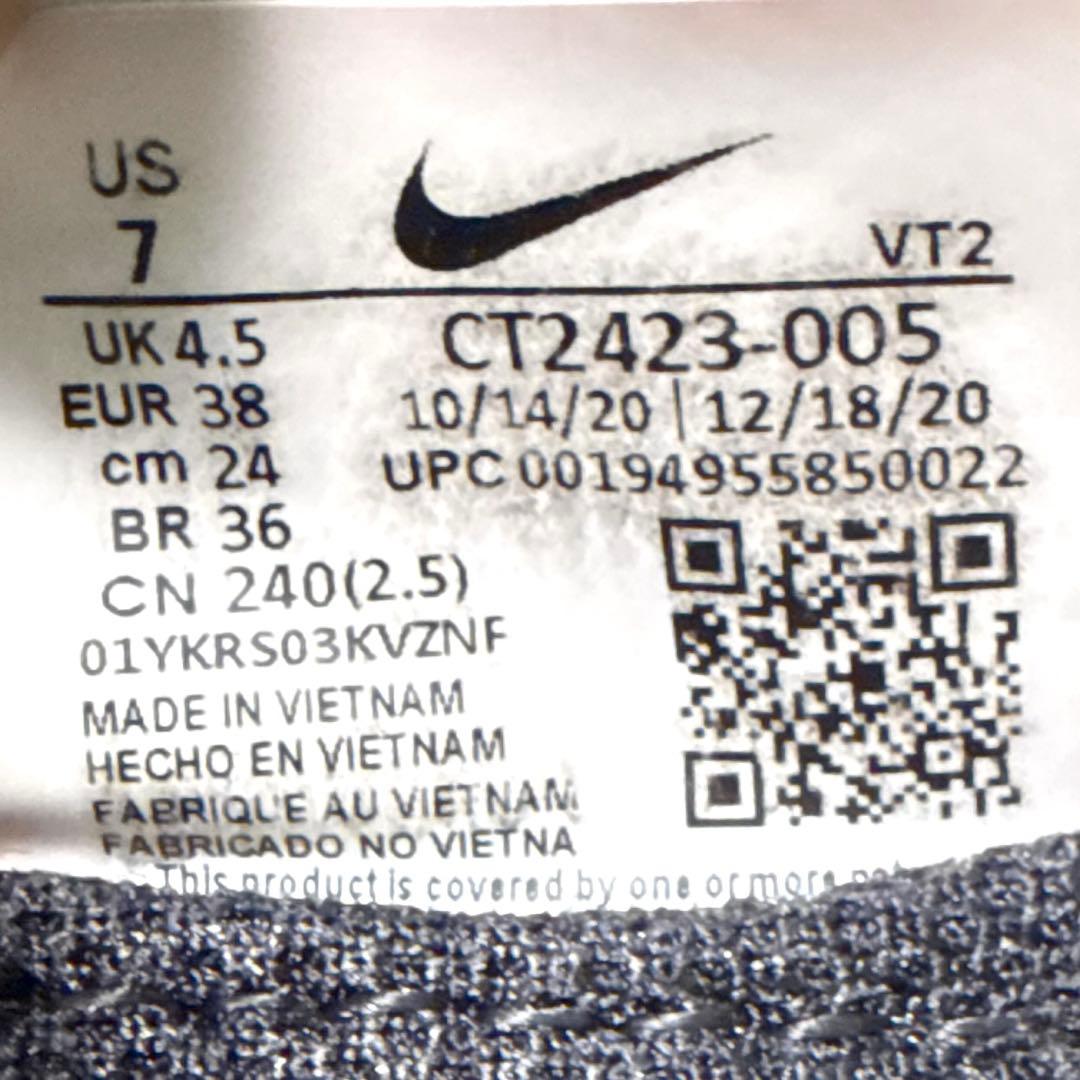 US
7
VT2
UK 4.5
CT2423-005
EUR 38
10/14/20 | 12/18/20
cm 24
UPC 00194955850022
BR 36
CN 240(2.5)
01YKRS03KVZNF
MADE IN VIETNAM
HECHO EN VIETNAM
FABRIQUE AU VIETNAM
FABRICADO NO VIETNA
This product is covered by one or more